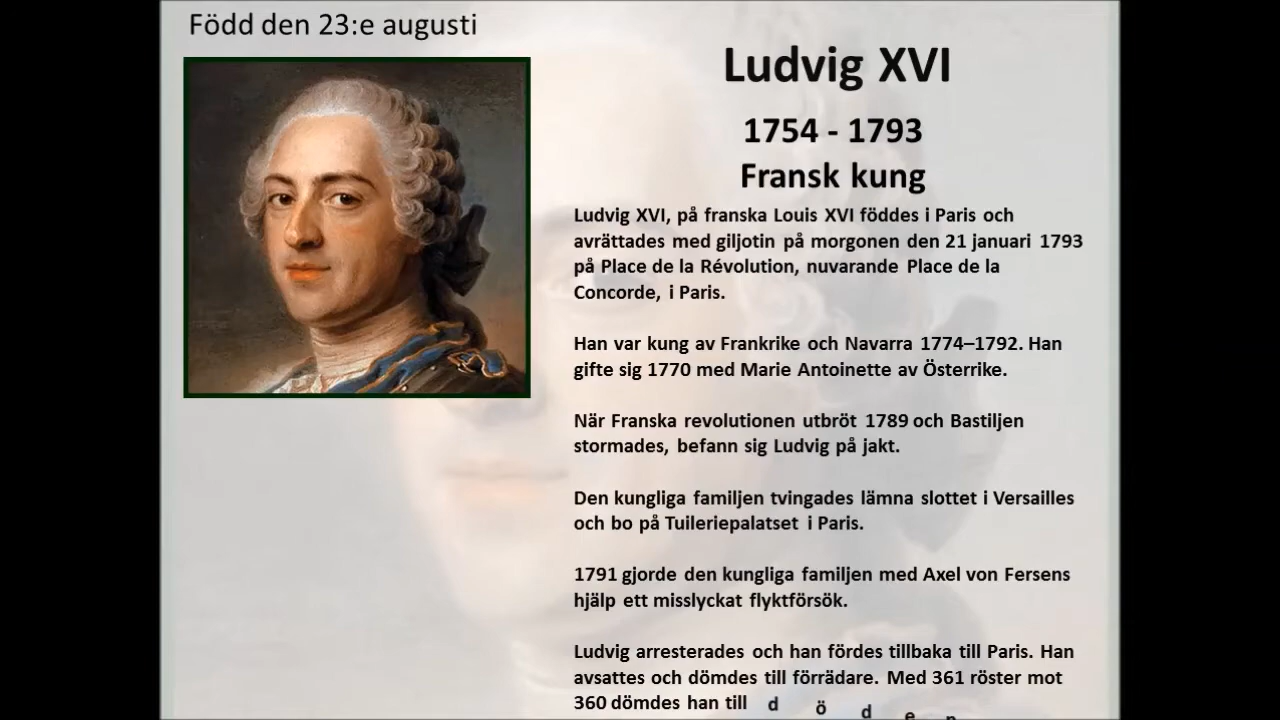 Född den 23:e augusti
Ludvig XVI
1754 - 1793
Fransk kung
Ludvig XVI, på franska Louis XVI föddes i Paris och
avrättades med giljotin på morgonen den 21 januari 1793
på Place de la Révolution, nuvarande Place de la
Concorde, i Paris.
Han var kung av Frankrike och Navarra 1774–1792. Han
gifte sig 1770 med Marie Antoinette av Österrike.
När Franska revolutionen utbröt 1789 och Bastiljen
stormades, befann sig Ludvig på jakt.
Den kungliga familjen tvingades lämna slottet i Versailles
och bo på Tuileriepalatset i Paris.
1791 gjorde den kungliga familjen med Axel von Fersens
hjälp ett misslyckat flyktförsök.
Ludvig arresterades och han fördes tillbaka till Paris. Han
avsattes och dömdes till förrädare. Med 361 röster mot
360 dömdes han till d ö d e n